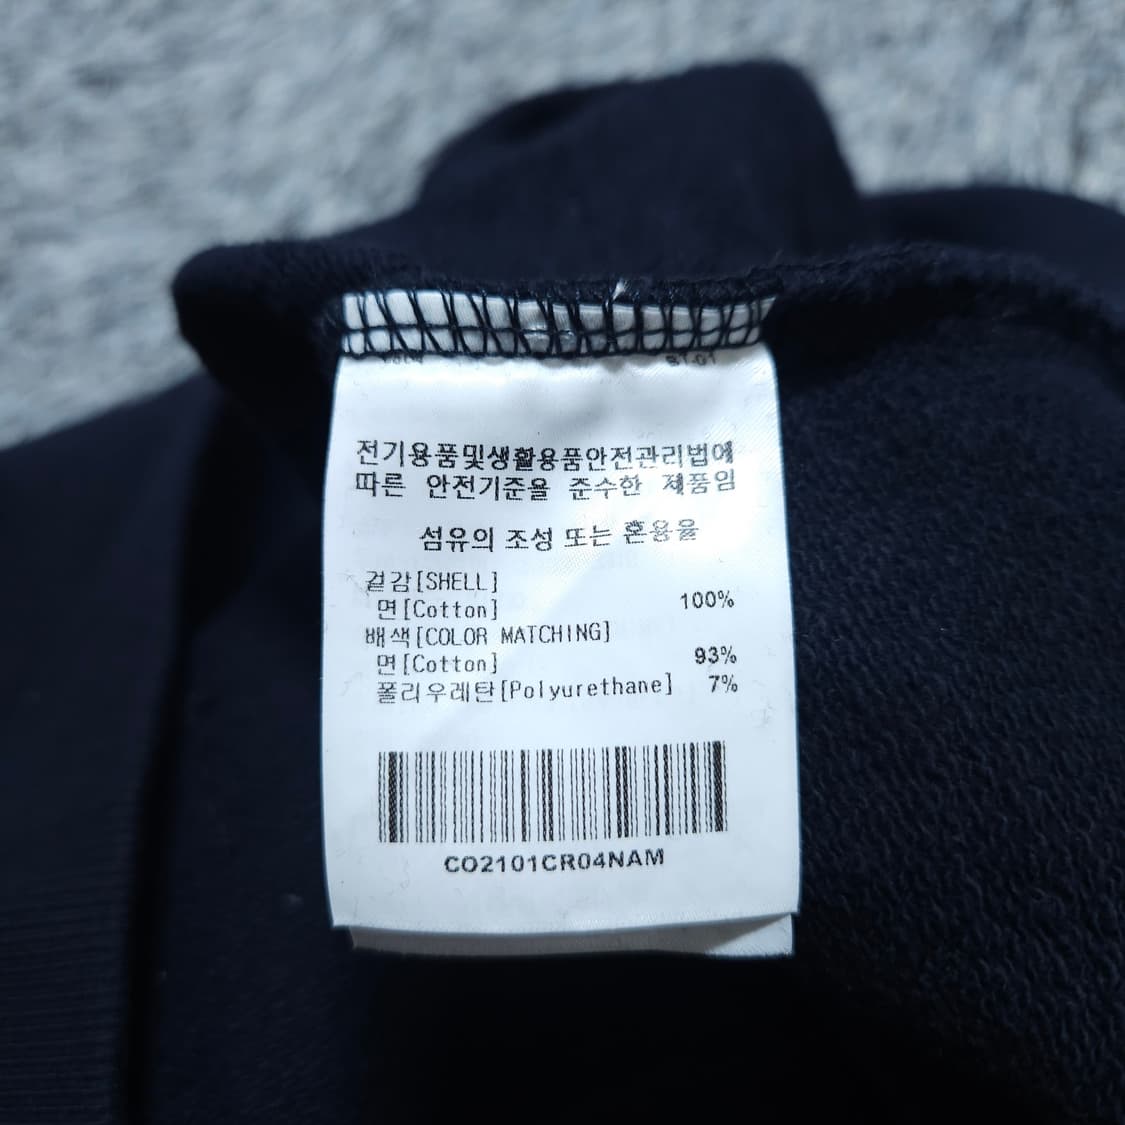 전기용품및생활용품안전관리법에
따른 안전기준을 준수한 제품임
섬유의 조성 또는 혼용율
겉감[SHELL]
면[Cotton] 100%
배색[COLOR MATCHING]
면[Cotton] 93%
폴리우레탄[Polyurethane] 7%
CO2101CR04NAM